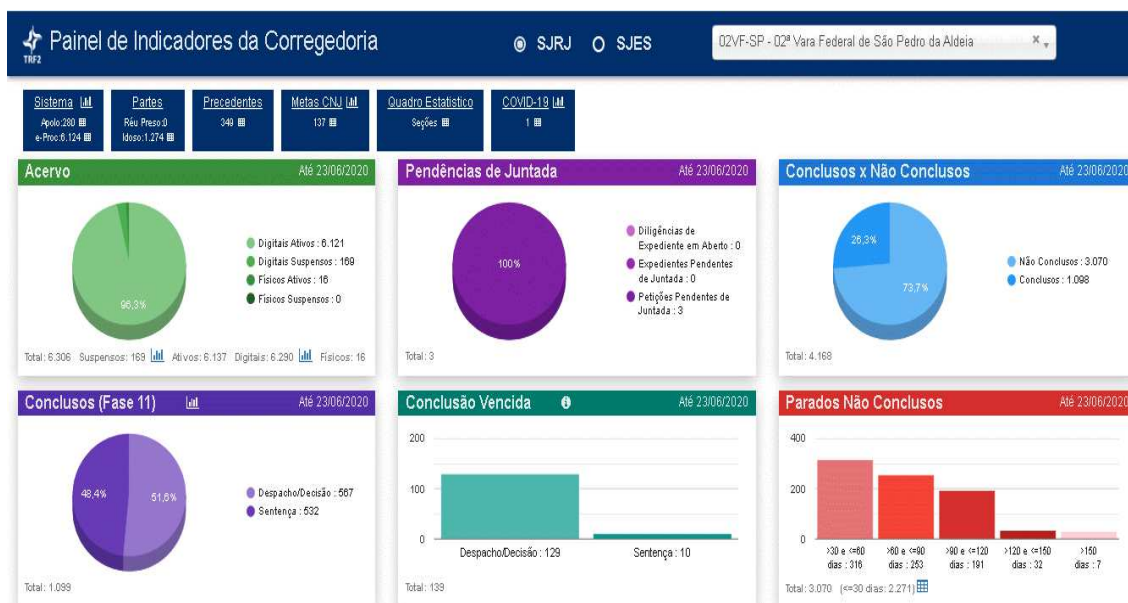 TRF2
Painel de Indicadores da Corregedoria
SJRJ
SJES
02VF-SP - 02ª Vara Federal de São Pedro da Aldeia
×
Sistema
Apolo:280
e-Proc:6.124
Partes
Réu Preso:0
Idoso:1.274
Precedentes
349
Metas CNJ
137
Quadro Estatístico
Seções
COVID-19
1
Acervo
Até 23/06/2020
96,3%
Digitais Ativos : 6.121
Digitais Suspensos : 169
Físicos Ativos : 16
Físicos Suspensos : 0
Total: 6.306 Suspensos: 169 Ativos: 6.137 Digitais: 6.290 Físicos: 16
Pendências de Juntada
Até 23/06/2020
100%
Diligências de
Expediente em Aberto : 0
Expedientes Pendentes
de Juntada : 0
Petições Pendentes de
Juntada : 3
Total: 3
Conclusos x Não Conclusos
Até 23/06/2020
26,3%
73,7%
Não Conclusos : 3.070
Conclusos : 1.098
Total: 4.168
Conclusos (Fase 11)
Até 23/06/2020
48,4%
51,6%
Despacho/Decisão : 567
Sentença : 532
Total: 1.099
Conclusão Vencida
Até 23/06/2020
200
100
0
Despacho/Decisão : 129
Sentença : 10
Total: 139
Parados Não Conclusos
Até 23/06/2020
400
200
0
>30 e <=60
dias : 316
>60 e <=90
dias : 253
>90 e <=120
dias : 191
>120 e <=150
dias : 32
>150
dias : 7
Total: 3.070 (<=30 dias: 2.271)